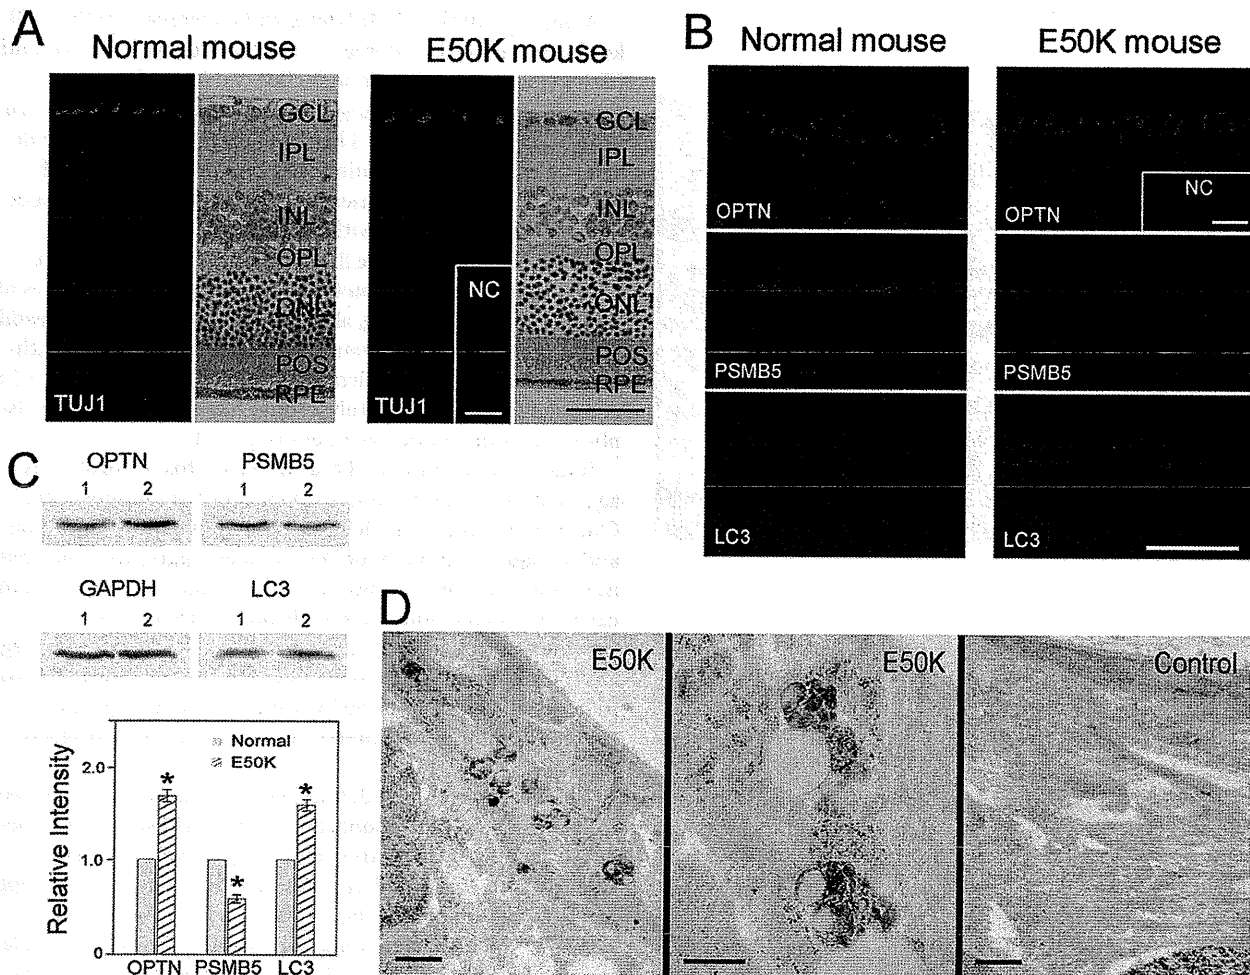 A
Normal mouse
E50K mouse
GCL
IPL
INL
OPL
ONL
POS
RPE
TUJ1
GCL
IPL
INL
OPL
ONL
POS
RPE
NC
TUJ1
B
Normal mouse
E50K mouse
OPTN
OPTN
NC
PSMB5
PSMB5
LC3
LC3
C
OPTN
PSMB5
1 2
1 2
GAPDH
LC3
1 2
1 2
Relative Intensity
2.0
1.0
0
Normal
E50K
*
*
*
OPTN
PSMB5
LC3
D
E50K
E50K
Control